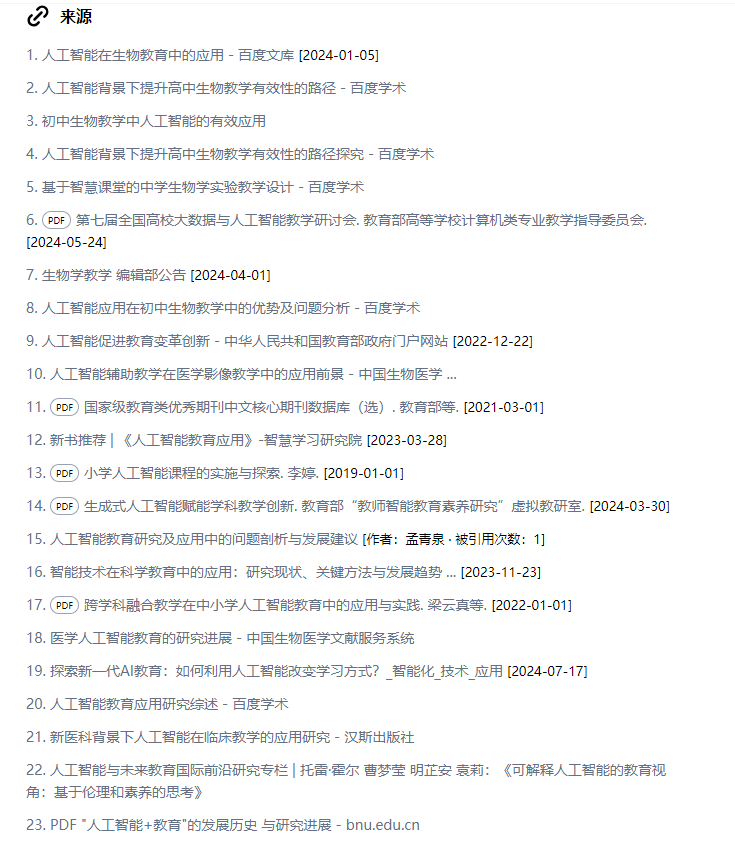 来源
1. 人工智能在生物教育中的应用 - 百度文库 [2024-01-05]
2. 人工智能背景下提升高中生物教学有效性的路径 - 百度学术
3. 初中生物教学中人工智能的有效应用
4. 人工智能背景下提升高中生物教学有效性的路径探究 - 百度学术
5. 基于智慧课堂的中学生物学实验教学设计 - 百度学术
6. PDF 第七届全国高校大数据与人工智能教学研讨会. 教育部高等学校计算机类专业教学指导委员会.
[2024-05-24]
7. 生物学教学 编辑部公告 [2024-04-01]
8. 人工智能应用在初中生物教学中的优势及问题分析 - 百度学术
9. 人工智能促进教育变革创新 - 中华人民共和国教育部政府门户网站 [2022-12-22]
10. 人工智能辅助教学在医学影像教学中的应用前景 - 中国生物医学 ...
11. PDF 国家级教育类优秀期刊中文核心期刊数据库（选）. 教育部等. [2021-03-01]
12. 新书推荐 | 《人工智能教育应用》-智慧学习研究院 [2023-03-28]
13. PDF 小学人工智能课程的实施与探索. 李婷. [2019-01-01]
14. PDF 生成式人工智能赋能学科教学创新. 教育部“教师智能教育素养研究”虚拟教研室. [2024-03-30]
15. 人工智能教育研究及应用中的问题剖析与发展建议 [作者：孟青泉 · 被引用次数：1]
16. 智能技术在科学教育中的应用：研究现状、关键方法与发展趋势 ... [2023-11-23]
17. PDF 跨学科融合教学在中小学人工智能教育中的应用与实践. 梁云真等. [2022-01-01]
18. 医学人工智能教育的研究进展 - 中国生物医学文献服务系统
19. 探索新一代AI教育：如何利用人工智能改变学习方式？_智能化_技术_应用 [2024-07-17]
20. 人工智能教育应用研究综述 - 百度学术
21. 新医科背景下人工智能在临床教学的应用研究 - 汉斯出版社
22. 人工智能与未来教育国际前沿研究专栏 | 托雷·霍尔 曹梦莹 明芷安 袁莉：《可解释人工智能的教育视
角：基于伦理和素养的思考》
23. PDF "人工智能+教育"的发展历史 与研究进展 - bnu.edu.cn